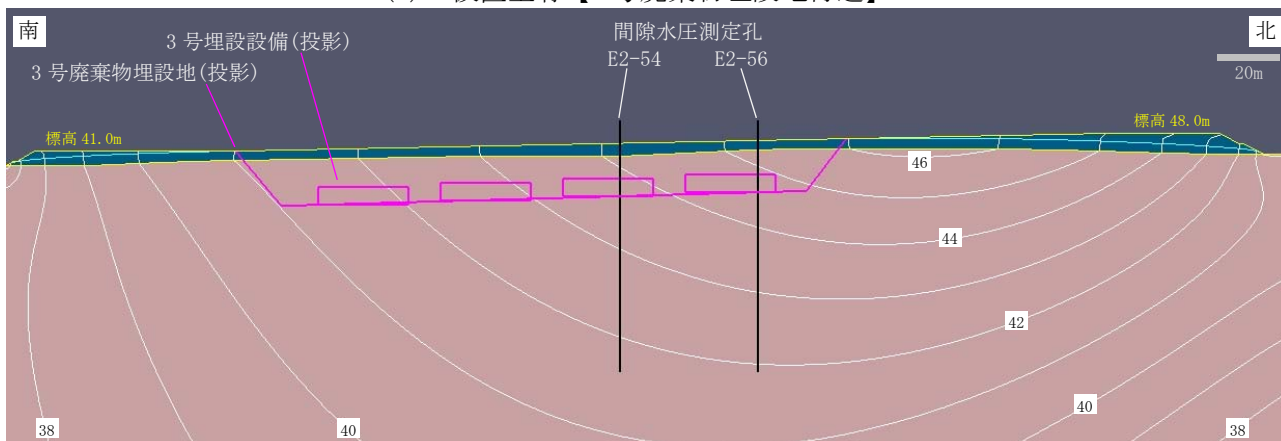 南
北
3号埋設設備(投影)
間隙水圧測定孔
3号廃棄物埋設地(投影)
E2-54
E2-56
20m
標高 41.0m
標高 48.0m
46
44
42
40
38
40
38